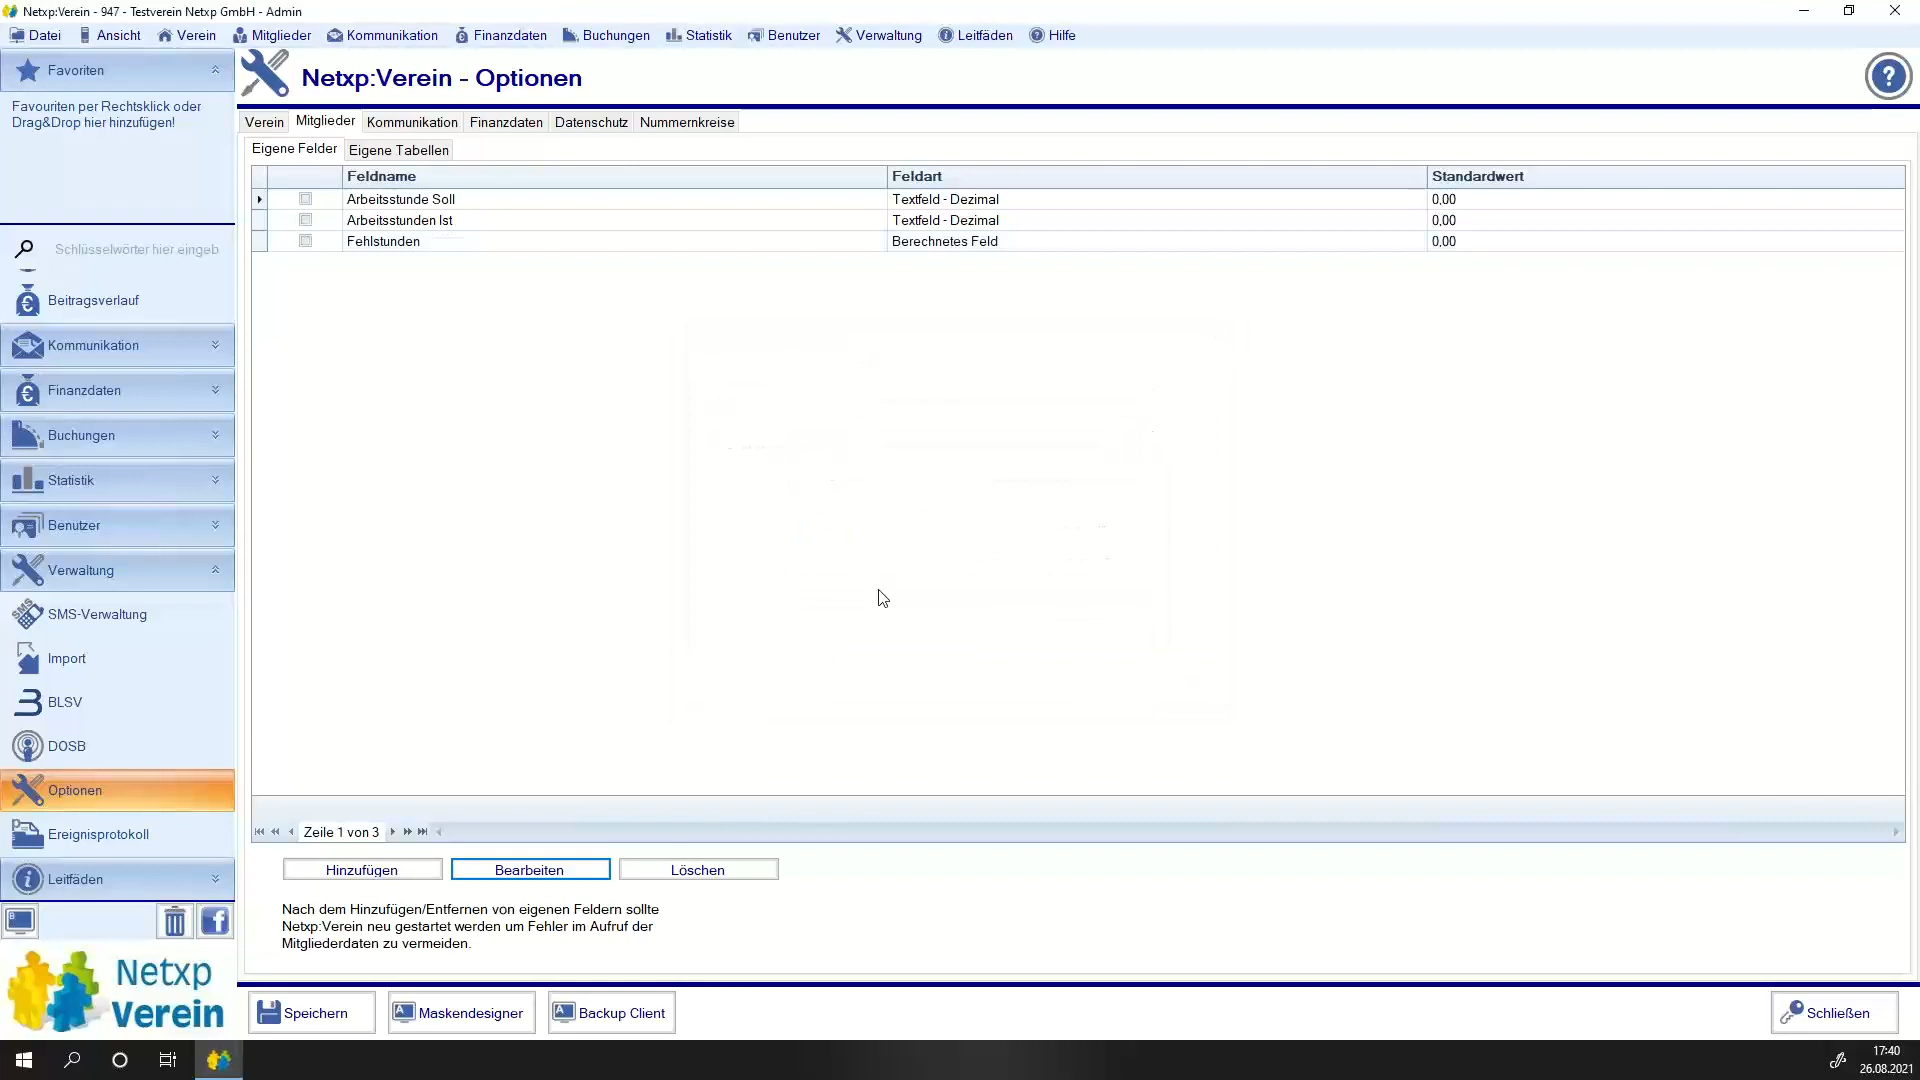 Netxp:Verein - 947 - Testverein Netxp GmbH - Admin
Datei Ansicht Verein Mitglieder Kommunikation Finanzdaten Buchungen Statistik Benutzer Verwaltung Leitfäden Hilfe
Favoriten
Favouriten per Rechtsklick oder
Drag&Drop hier hinzufügen!
Schlüsselwörter hier eingeb
Beitragsverlauf
Kommunikation
Finanzdaten
Buchungen
Statistik
Benutzer
Verwaltung
SMS-Verwaltung
Import
BLSV
DOSB
Optionen
Ereignisprotokoll
Leitfäden
Netxp
Verein
Netxp:Verein - Optionen
Verein Mitglieder Kommunikation Finanzdaten Datenschutz Nummernkreise
Eigene Felder Eigene Tabellen
Feldname Feldart Standardwert
Arbeitsstunde Soll Textfeld - Dezimal 0,00
Arbeitsstunden Ist Textfeld - Dezimal 0,00
Fehlstunden Berechnetes Feld 0,00
Zeile 1 von 3
Hinzufügen Bearbeiten Löschen
Nach dem Hinzufügen/Entfernen von eigenen Feldern sollte
Netxp:Verein neu gestartet werden um Fehler im Aufruf der
Mitgliederdaten zu vermeiden.
Speichern Maskendesigner Backup Client Schließen
17:40
26.08.2021